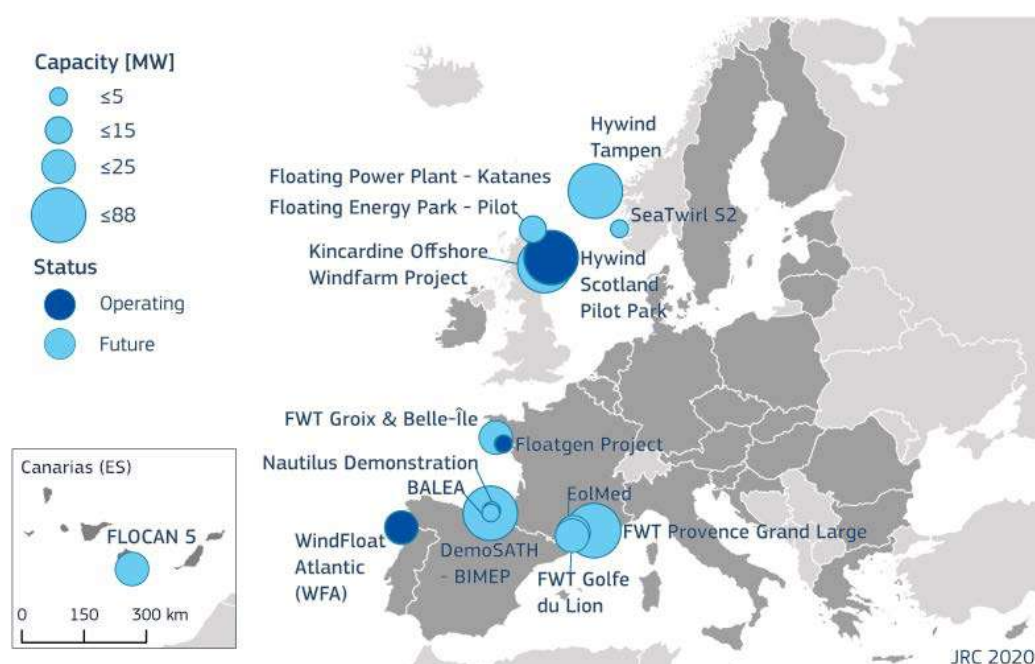 Capacity [MW]
≤5
≤15
≤25
≤88
Status
Operating
Future
Hywind
Tampen
Floating Power Plant - Katanes
Floating Energy Park - Pilot
SeaTwirl S2
Kincardine Offshore
Windfarm Project
Hywind
Scotland
Pilot Park
FWT Groix & Belle-Île
Floatgen Project
Nautilus Demonstration
BALEA
EolMed
FWT Provence Grand Large
DemoSATH
- BIMEP
WindFloat
Atlantic
(WFA)
FWT Golfe
du Lion
Canarias (ES)
FLOCAN 5
0 150 300 km
JRC 2020